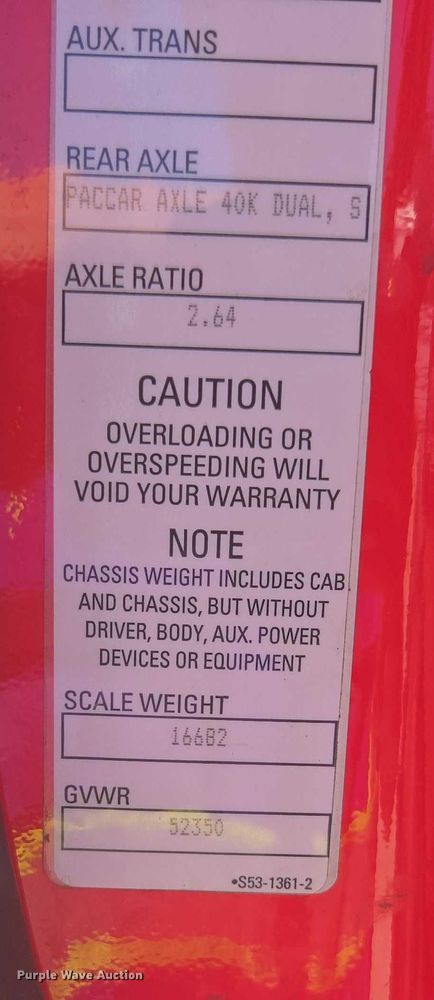 AUX. TRANS
REAR AXLE
PACCAR AXLE 40K DUAL, S
AXLE RATIO
2.64
CAUTION
OVERLOADING OR
OVERSPEEDING WILL
VOID YOUR WARRANTY
NOTE
CHASSIS WEIGHT INCLUDES CAB
AND CHASSIS, BUT WITHOUT
DRIVER, BODY, AUX. POWER
DEVICES OR EQUIPMENT
SCALE WEIGHT
16682
GVWR
52350
•S53-1361-2
Purple Wave Auction